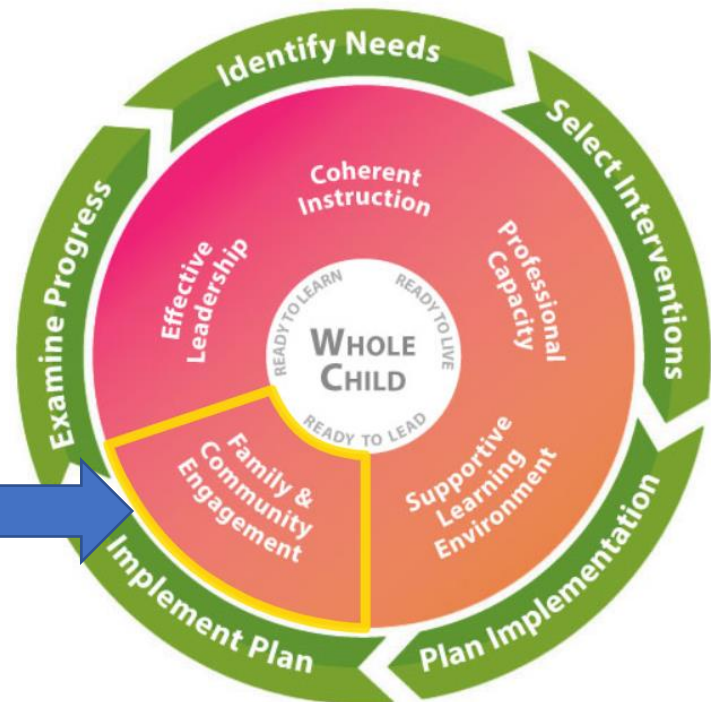 Identify Needs
Select Interventions
Plan Implementation
Implement Plan
Examine Progress
Coherent
Instruction
Professional
Capacity
Supportive
Learning
Environment
Family &
Community
Engagement
Effective
Leadership
READY TO LEARN
READY TO LIVE
READY TO LEAD
WHOLE
CHILD